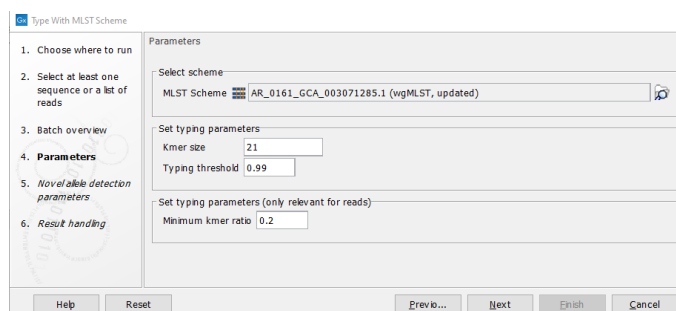 Gx Type With MLST Scheme
1. Choose where to run
2. Select at least one
sequence or a list of
reads
3. Batch overview
4. Parameters
5. Novel allele detection
parameters
6. Result handling
Parameters
Select scheme
MLST Scheme AR_0161_GCA_003071285.1 (wgMLST, updated)
Set typing parameters
Kmer size 21
Typing threshold 0.99
Set typing parameters (only relevant for reads)
Minimum kmer ratio 0.2
Help Reset Previo... Next Finish Cancel